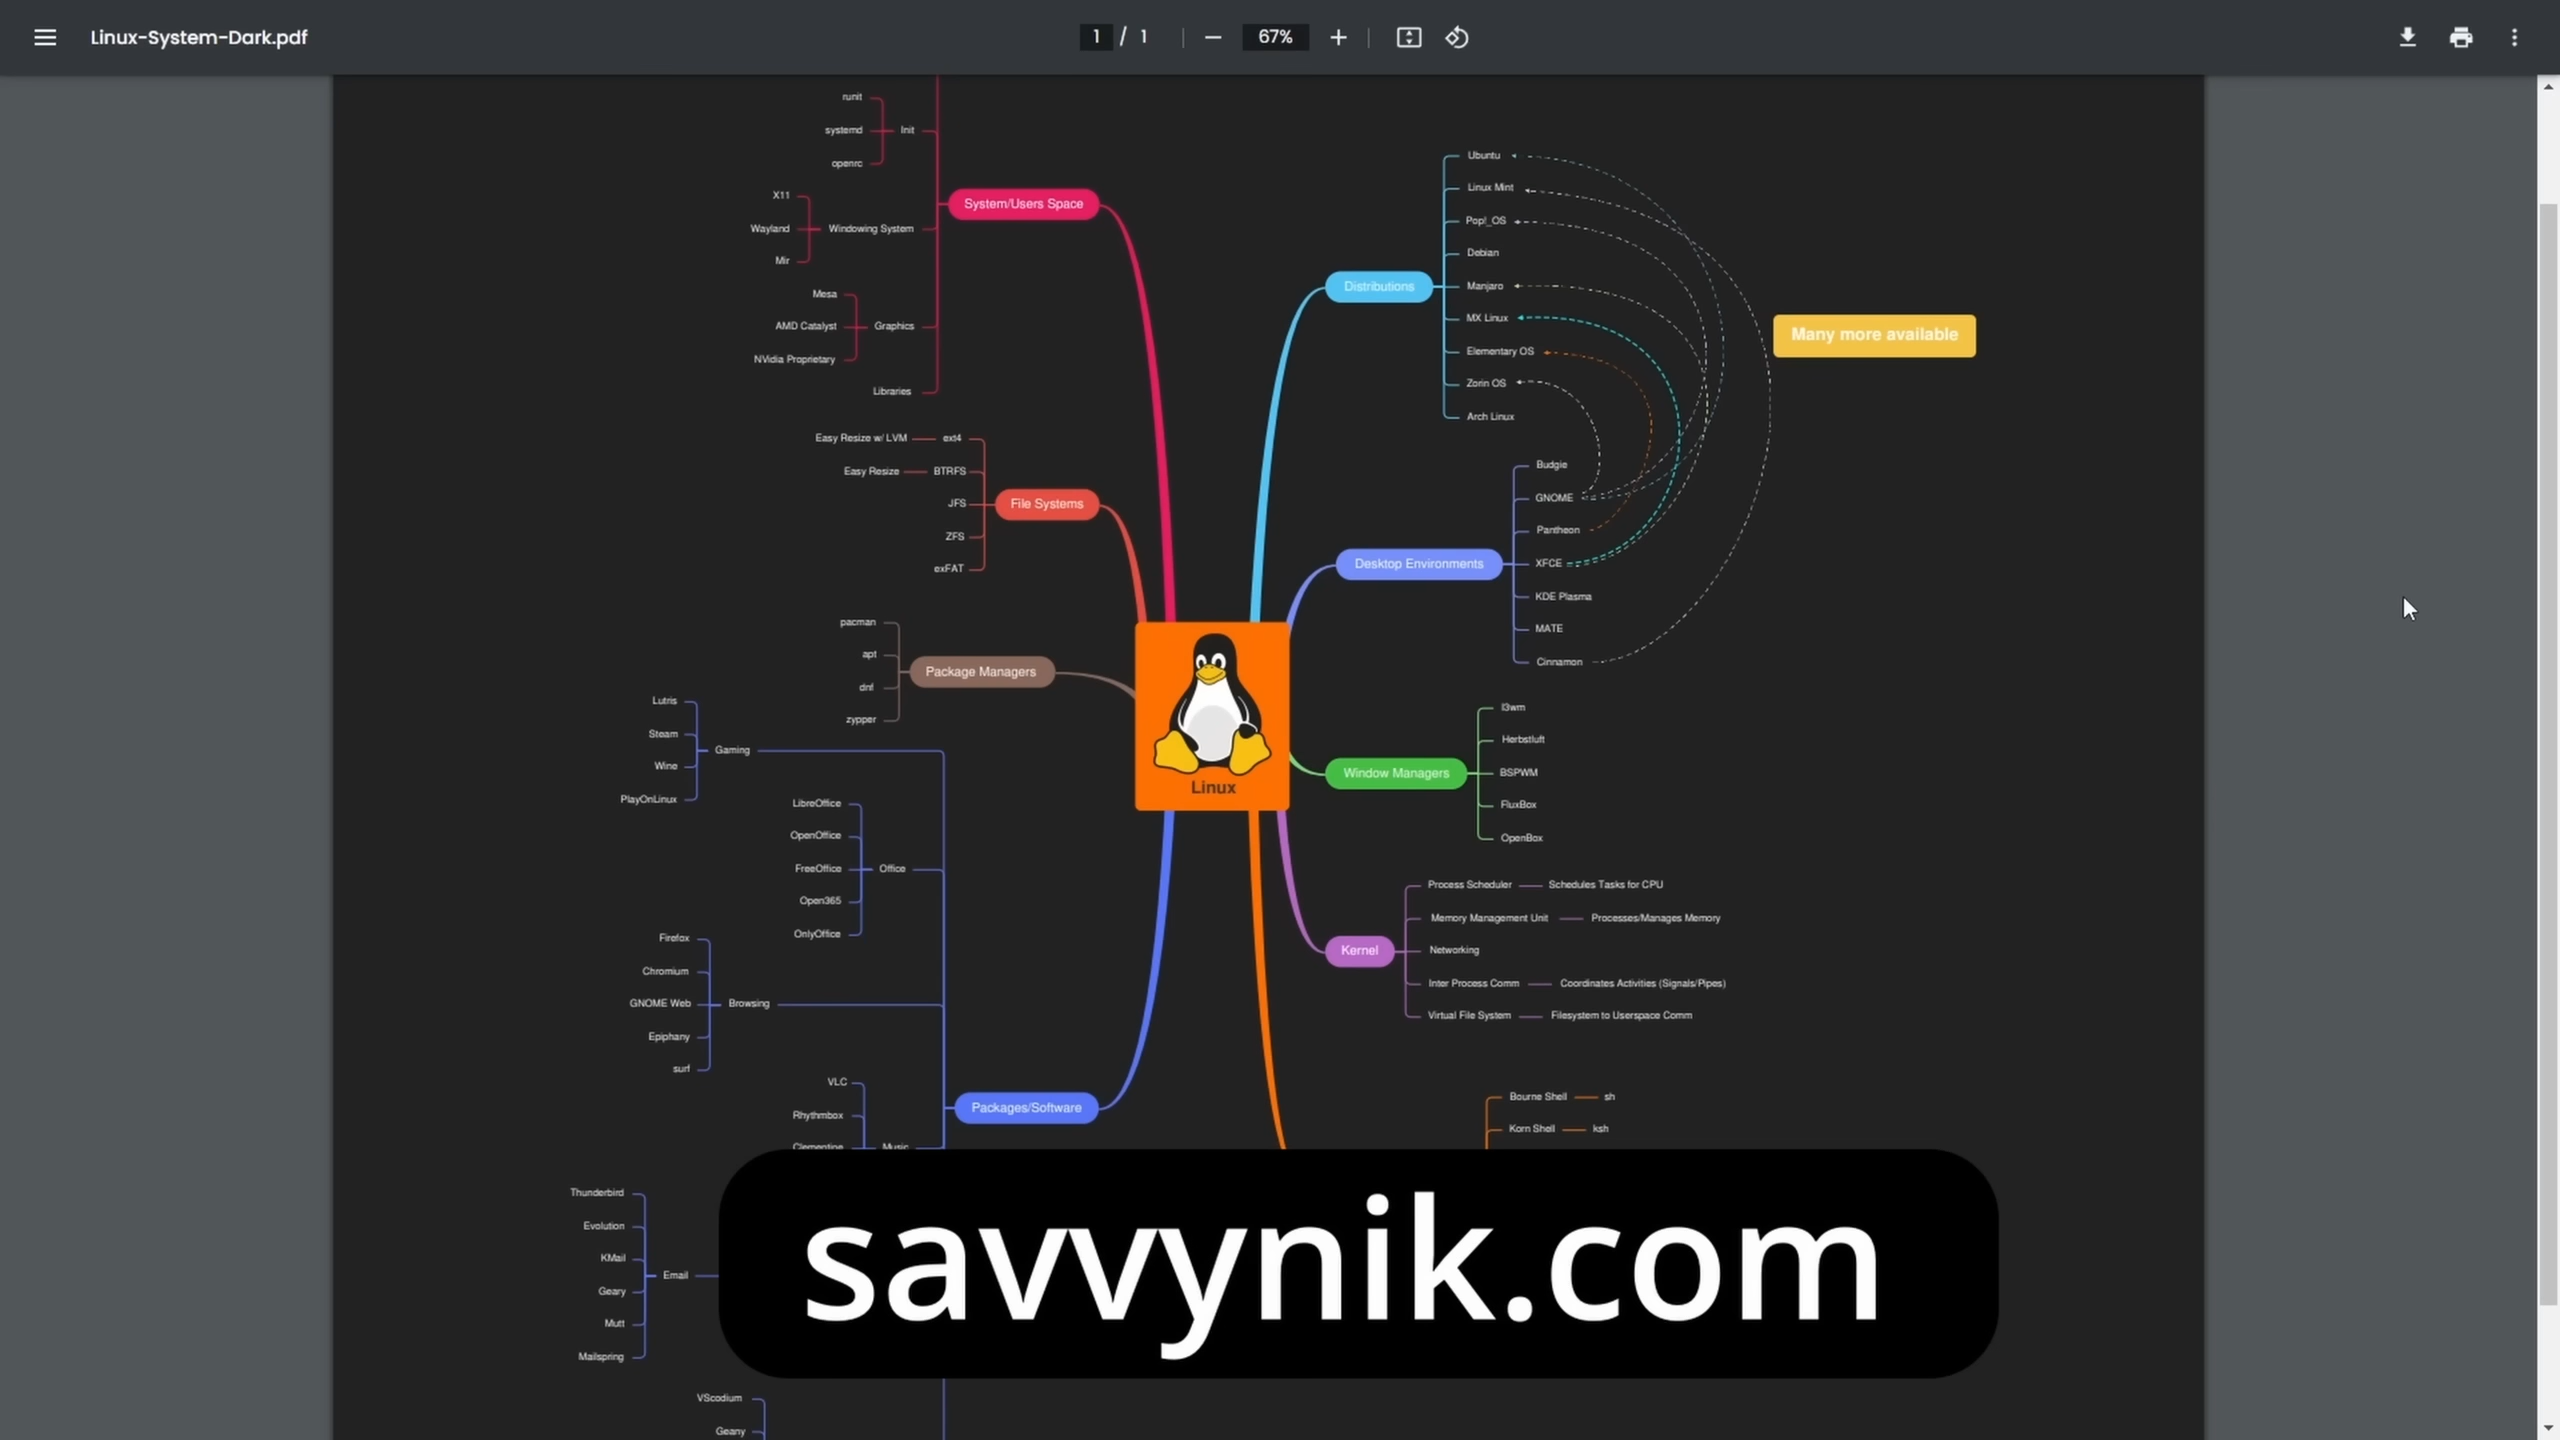 Linux-System-Dark.pdf
1 / 1
67%
runit
systemd
openrc
Init
X11
Wayland
Mir
Windowing System
Mesa
AMD Catalyst
NVidia Proprietary
Graphics
Libraries
System/Users Space
Easy Resize w/ LVM
ext4
Easy Resize
BTRFS
JFS
ZFS
exFAT
File Systems
pacman
apt
dnf
zypper
Package Managers
Lutris
Steam
Wine
PlayOnLinux
Gaming
LibreOffice
OpenOffice
FreeOffice
Open365
OnlyOffice
Office
Firefox
Chromium
GNOME Web
Epiphany
surf
Browsing
VLC
Rhythmbox
Clementine
Music
Packages/Software
Thunderbird
Evolution
KMail
Geary
Mutt
Mailspring
Email
VScodium
Geany
Linux
Distributions
Ubuntu
Linux Mint
Pop!_OS
Debian
Manjaro
MX Linux
Elementary OS
Zorin OS
Arch Linux
Many more available
Desktop Environments
Budgie
GNOME
Pantheon
XFCE
KDE Plasma
MATE
Cinnamon
Window Managers
I3wm
Herbstluft
BSPWM
FluxBox
OpenBox
Kernel
Process Scheduler
Schedules Tasks for CPU
Memory Management Unit
Processes/Manages Memory
Networking
Inter Process Comm
Coordinates Activities (Signals/Pipes)
Virtual File System
Filesystem to Userspace Comm
Bourne Shell
sh
Korn Shell
ksh
savvynik.com